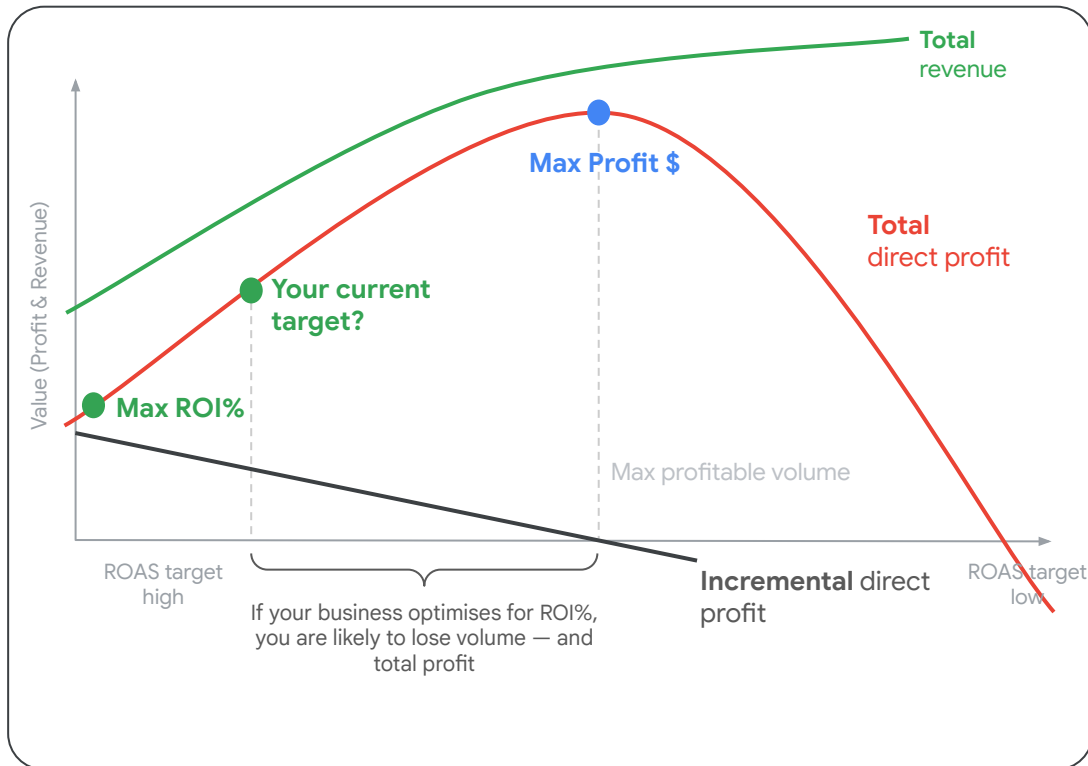 Total
revenue
Max Profit $
Total
direct profit
Value (Profit & Revenue)
Your current
target?
Max ROI%
Max profitable volume
ROAS target
high
ROAS target
low
Incremental direct
profit
If your business optimises for ROI%,
you are likely to lose volume — and
total profit